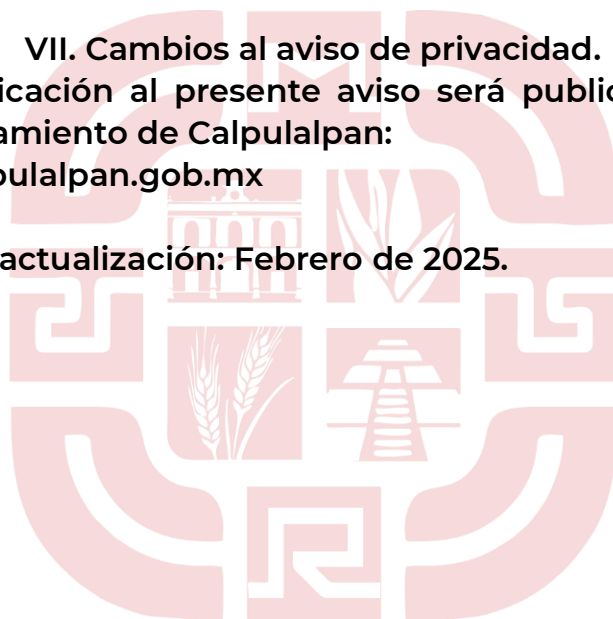 VII. Cambios al aviso de privacidad.
icación al presente aviso será public
amiento de Calpulalpan:
pulalpan.gob.mx
actualización: Febrero de 2025.